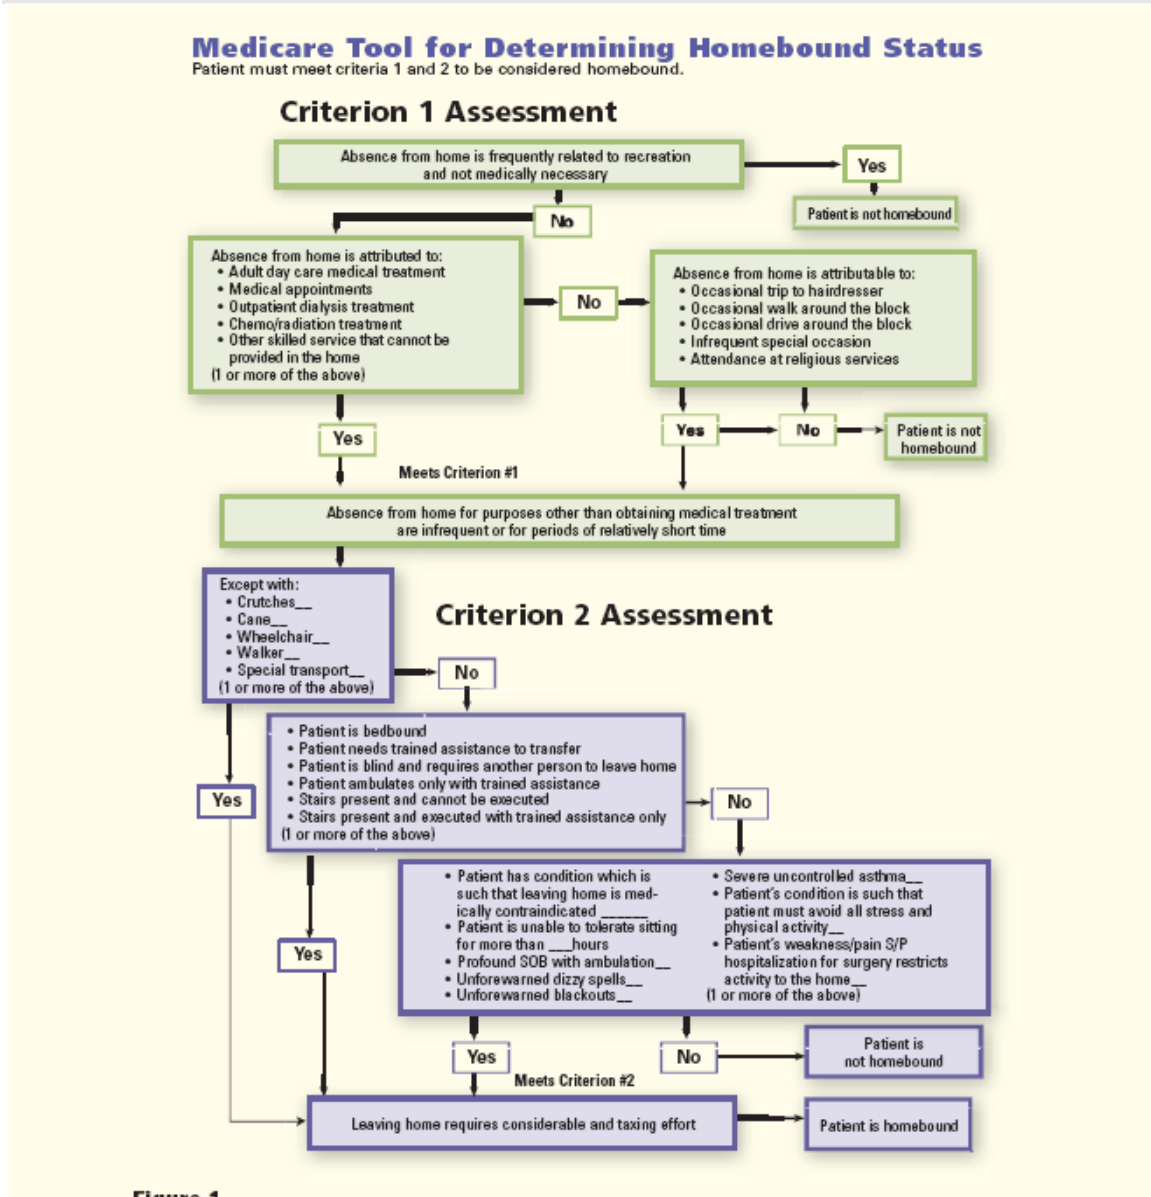 Medicare Tool for Determining Homebound Status
Patient must meet criteria 1 and 2 to be considered homebound.
Criterion 1 Assessment
Absence from home is frequently related to recreation
and not medically necessary
Yes
Patient is not homebound
No
Absence from home is attributed to:
• Adult day care medical treatment
• Medical appointments
• Outpatient dialysis treatment
• Chemo/radiation treatment
• Other skilled service that cannot be
provided in the home
(1 or more of the above)
No
Absence from home is attributable to:
• Occasional trip to hairdresser
• Occasional walk around the block
• Occasional drive around the block
• Infrequent special occasion
• Attendance at religious services
Yes
Yes
No
Patient is not
homebound
Meets Criterion #1
Absence from home for purposes other than obtaining medical treatment
are infrequent or for periods of relatively short time
Except with:
• Crutches__
• Cane__
• Wheelchair__
• Walker__
• Special transport__
(1 or more of the above)
Criterion 2 Assessment
No
Yes
• Patient is bedbound
• Patient needs trained assistance to transfer
• Patient is blind and requires another person to leave home
• Patient ambulates only with trained assistance
• Stairs present and cannot be executed
• Stairs present and executed with trained assistance only
(1 or more of the above)
No
Yes
• Patient has condition which is
such that leaving home is med-
ically contraindicated ______
• Patient is unable to tolerate sitting
for more than ___hours
• Profound SOB with ambulation__
• Unforewarned dizzy spells__
• Unforewarned blackouts__
• Severe uncontrolled asthma__
• Patient's condition is such that
patient must avoid all stress and
physical activity__
• Patient's weakness/pain S/P
hospitalization for surgery restricts
activity to the home__
(1 or more of the above)
Yes
No
Patient is
not homebound
Meets Criterion #2
Leaving home requires considerable and taxing effort
Patient is homebound
Figure 1